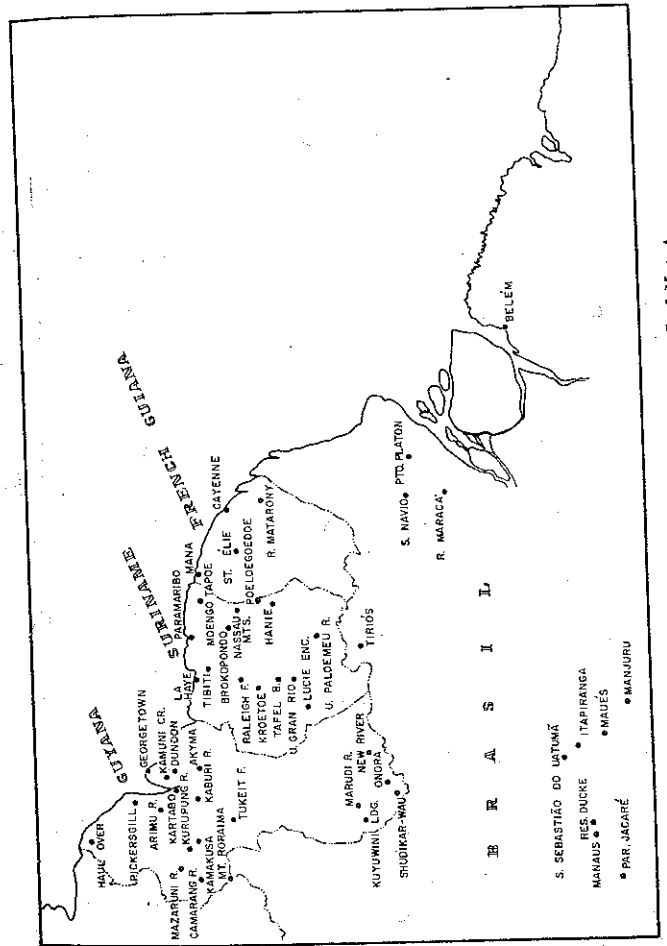 GUYANA
SURINAME
FRENCH GUIANA
HAUL OVER
PICKERSGILL
ARIMU R.
GEORGETOWN
KAMUNI CR.
DUNDON
KARTABO
KURUPUNG R.
MAZARUNI R.
CAMARANG R.
KAMAKUSA
MT. RORAIMA
AKYMA
KABURI R.
TUKEIT F.
LA
HAYE
PARAMARIBO
TIBITI
MOENGO TAPOE
BROKOPONDO
NASSAU
MTS.
RALEIGH F.
KROETOE
TAFEL B.
U. GRAN RIO
LUCIE
ENC.
HANIE
U. PALOEMEU R.
MANA
ST. ÉLIE
POELOEGOEDOE
CAYENNE
R. MATARONY
TIRIÓS
MARUDI R.
NEW RIVER
KUYUWINI LDG.
ONORA
SHUDIKAR-WAU
S. NAVIO
PTO. PLATON
R. MARACÁ
BELÉM
BRASIL
S. SEBASTIÃO DO UATUMÃ
ITAPIRANGA
RES. DUCKE
MANAUS
MAUÉS
PAR. JACARÉ
MANJURU